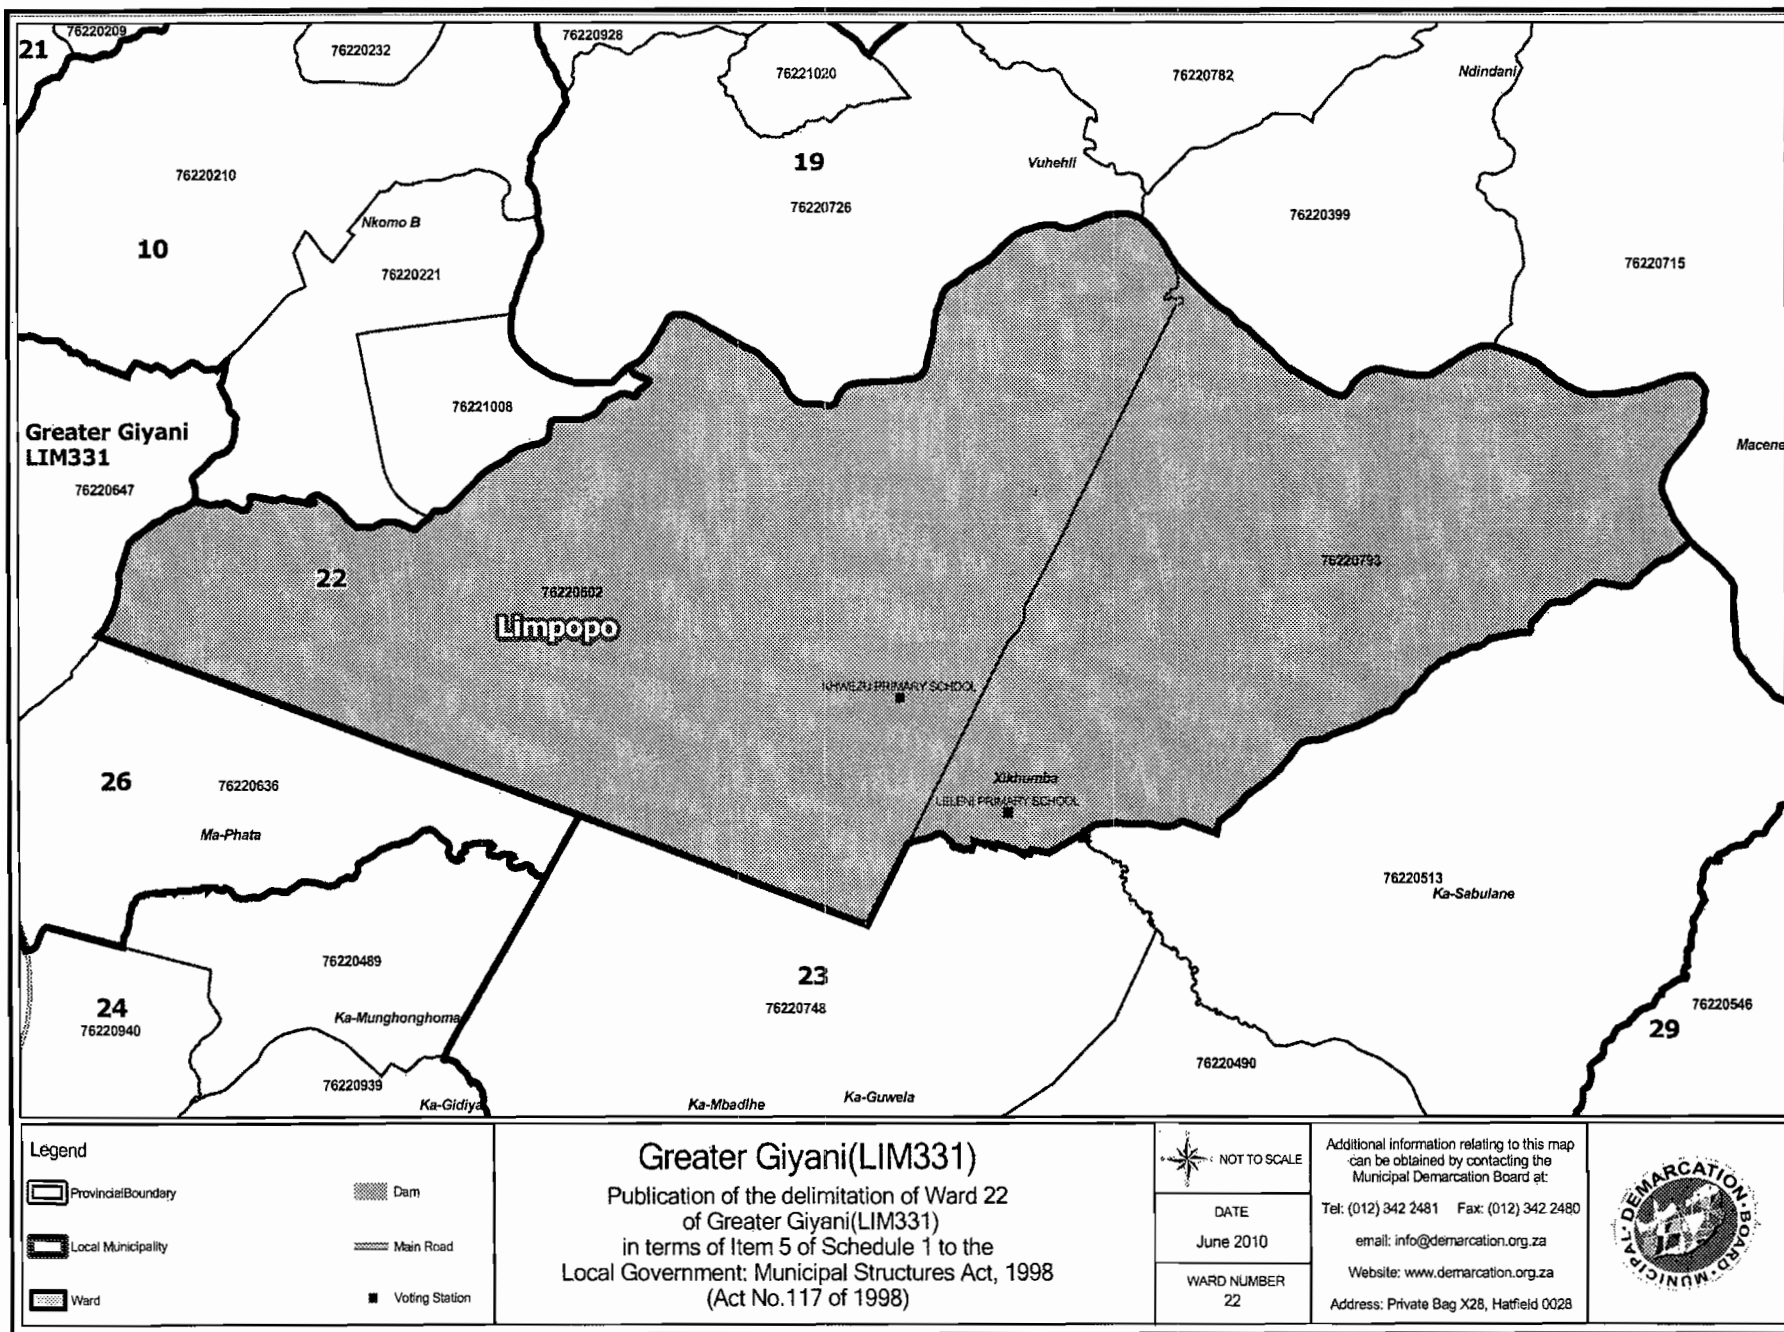 21
76220209
76220232
76220928
76221020
76220782
Ndindani
19
Vuhehli
76220210
76220726
76220399
Nkomo B
10
76220221
76220715
76221008
Greater Giyani
LIM331
Macene
76220647
22
76220602
76220793
Limpopo
KHWEZU PRIMARY SCHOOL
Xikhumba
LELENI PRIMARY SCHOOL
26
76220636
Ma-Phata
76220513
Ka-Sabulane
76220489
23
76220748
24
76220940
Ka-Munghonghoma
76220546
29
76220490
76220939
Ka-Gidiya
Ka-Mbadlhe
Ka-Guwela
Legend
ProvincialBoundary
Local Municipality
Ward
Dam
Main Road
Voting Station
Greater Giyani(LIM331)
Publication of the delimitation of Ward 22
of Greater Giyani(LIM331)
in terms of Item 5 of Schedule 1 to the
Local Government: Municipal Structures Act, 1998
(Act No.117 of 1998)
NOT TO SCALE
DATE
June 2010
WARD NUMBER
22
Additional information relating to this map
can be obtained by contacting the
Municipal Demarcation Board at:
Tel: (012) 342 2481 Fax: (012) 342 2480
email: info@demarcation.org.za
Website: www.demarcation.org.za
Address: Private Bag X28, Hatfield 0028
MUNICIPAL DEMARCATION BOARD